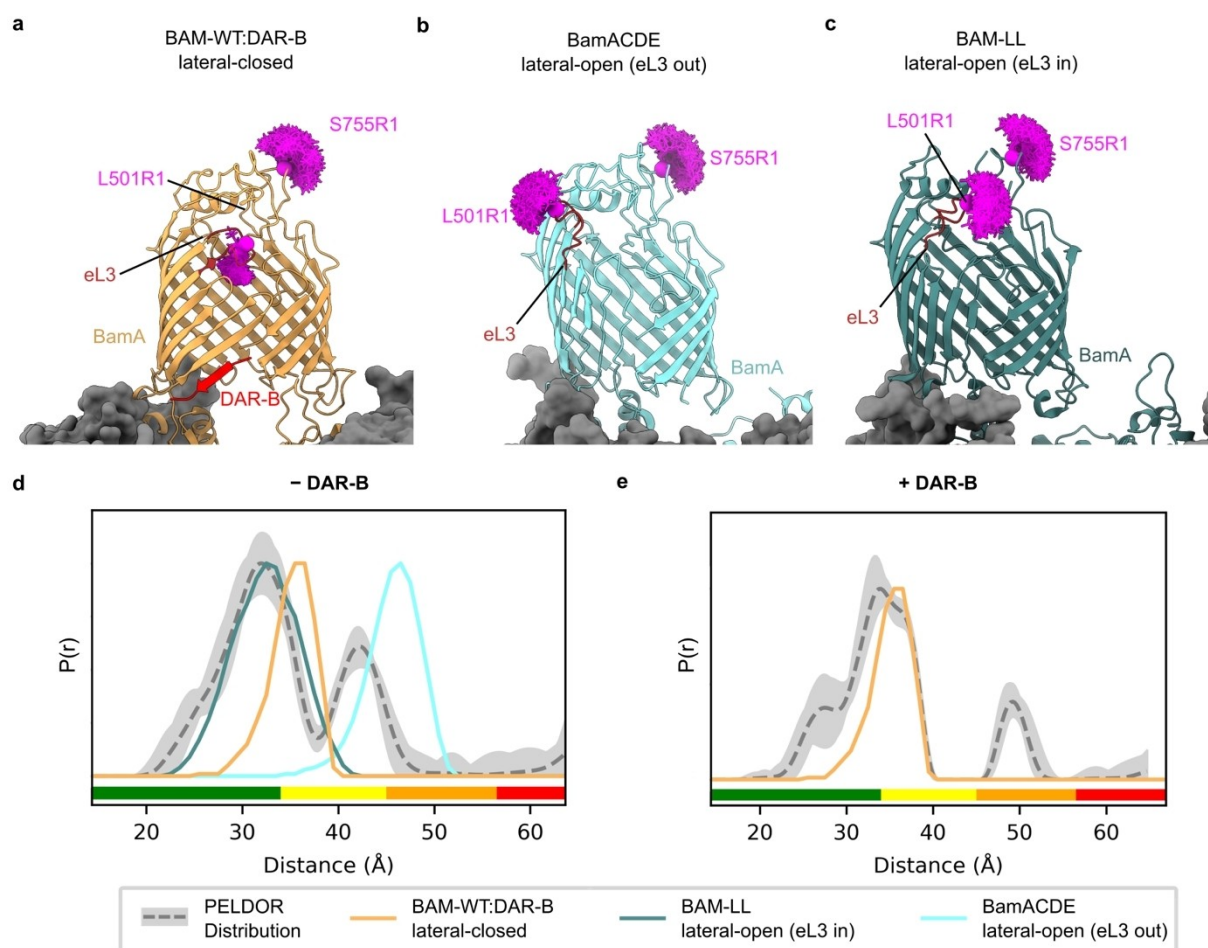 a
BAM-WT:DAR-B
lateral-closed
S755R1
L501R1
eL3
BamA
DAR-B
b
BamACDE
lateral-open (eL3 out)
S755R1
L501R1
eL3
BamA
c
BAM-LL
lateral-open (eL3 in)
L501R1
S755R1
eL3
BamA
d
– DAR-B
P(r)
20 30 40 50 60
Distance (Å)
e
+ DAR-B
P(r)
20 30 40 50 60
Distance (Å)
PELDOR
Distribution
BAM-WT:DAR-B
lateral-closed
BAM-LL
lateral-open (eL3 in)
BamACDE
lateral-open (eL3 out)